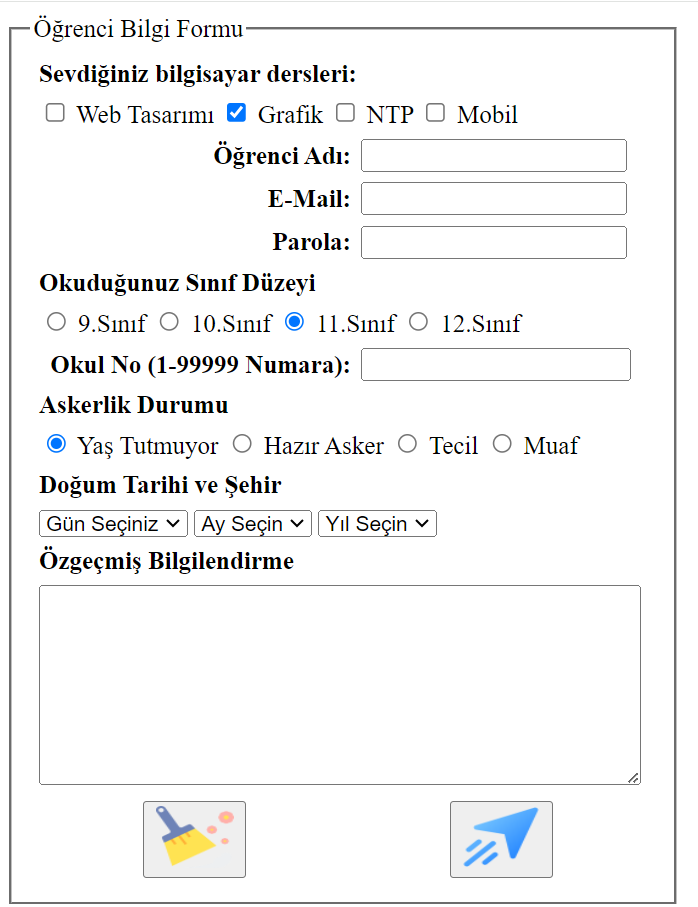 Öğrenci Bilgi Formu
Sevdiğiniz bilgisayar dersleri:
Web Tasarımı Grafik NTP Mobil
Öğrenci Adı:
E-Mail:
Parola:
Okuduğunuz Sınıf Düzeyi
9.Sınıf 10.Sınıf 11.Sınıf 12.Sınıf
Okul No (1-99999 Numara):
Askerlik Durumu
Yaş Tutmuyor Hazır Asker Tecil Muaf
Doğum Tarihi ve Şehir
Gün Seçiniz Ay Seçin Yıl Seçin
Özgeçmiş Bilgilendirme